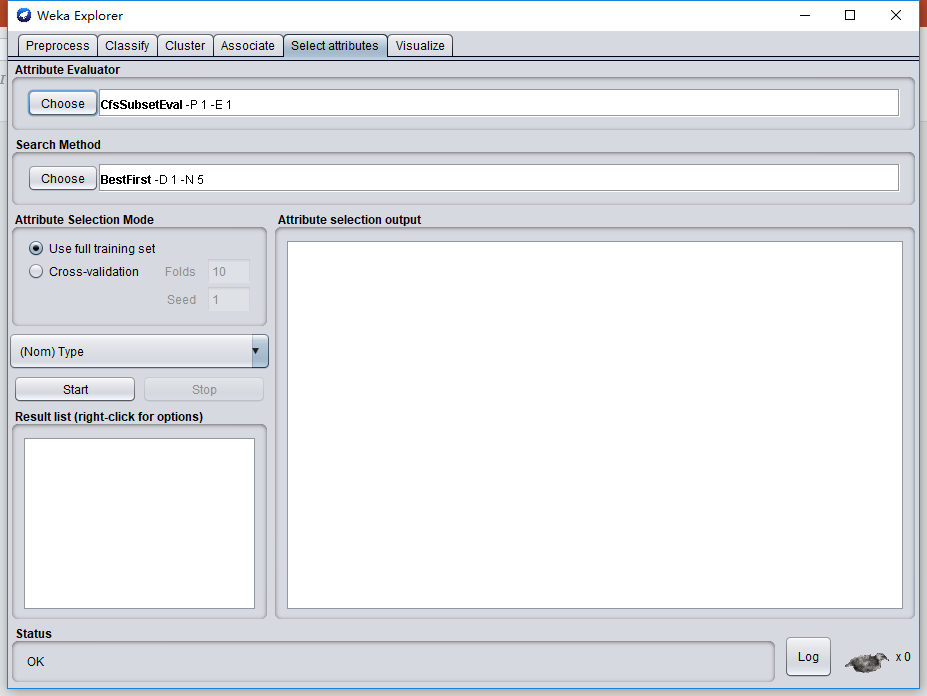 Weka Explorer
Preprocess Classify Cluster Associate Select attributes Visualize
Attribute Evaluator
Choose CfsSubsetEval -P 1 -E 1
Search Method
Choose BestFirst -D 1 -N 5
Attribute Selection Mode
Use full training set
Cross-validation Folds 10
Seed 1
(Nom) Type
Start Stop
Result list (right-click for options)
Attribute selection output
Status
OK
Log
x 0